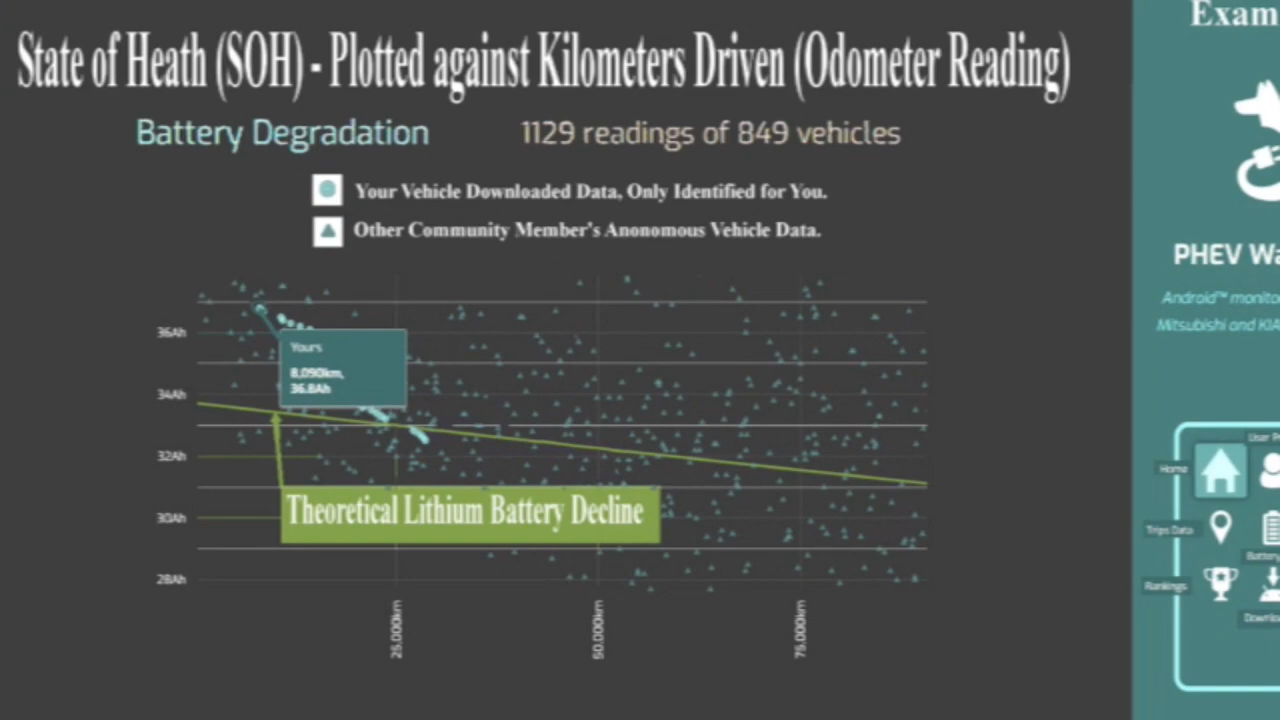 State of Heath (SOH) - Plotted against Kilometers Driven (Odometer Reading)
Battery Degradation
1129 readings of 849 vehicles
Your Vehicle Downloaded Data, Only Identified for You.
Other Community Member's Anonomous Vehicle Data.
36Ah
34Ah
32Ah
30Ah
28Ah
Yours
8,090km,
36.8Ah
Theoretical Lithium Battery Decline
25,000km
50,000km
75,000km
Exam
PHEV Wa
Android™ monito
Mitsubishi and KIA
User
Home
Trips Data
Battery
Rankings
Downlo